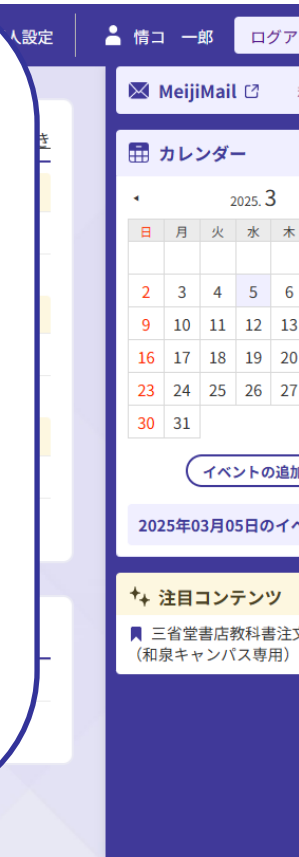 人設定
情コ 一郎
ログア
き
MeijiMail
カレンダー
2025. 3
日 月 火 水 木
2 3 4 5 6
9 10 11 12 13
16 17 18 19 20
23 24 25 26 27
30 31
イベントの追加
2025年03月05日のイベ
注目コンテンツ
三省堂書店教科書注文
（和泉キャンパス専用）